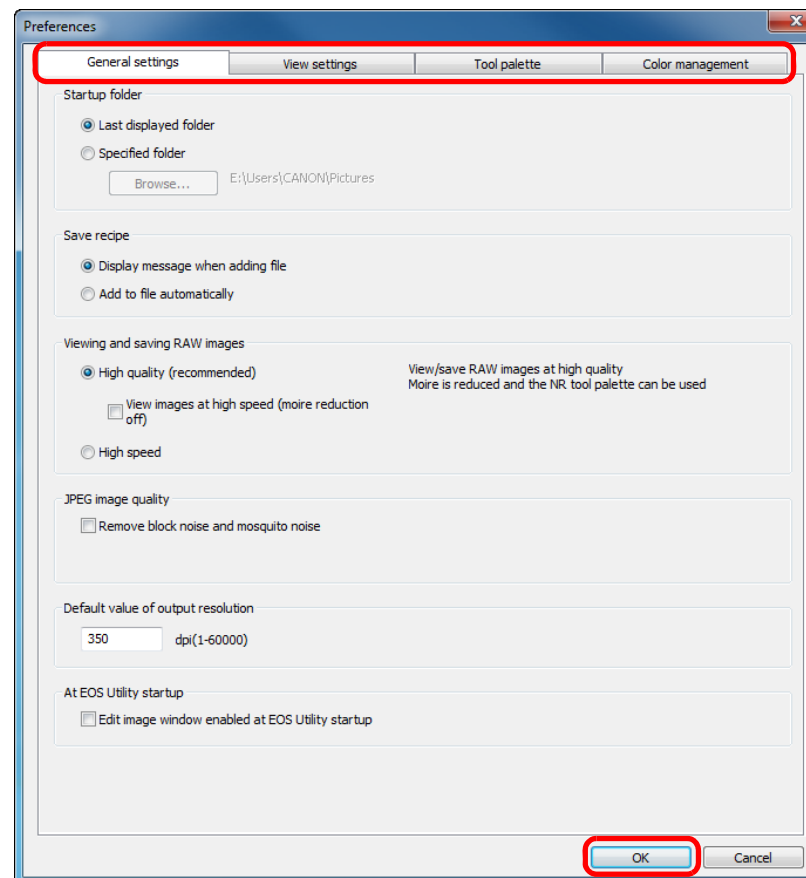 Preferences
General settings
View settings
Tool palette
Color management
Startup folder
Last displayed folder
Specified folder
Browse...
E:\Users\CANON\Pictures
Save recipe
Display message when adding file
Add to file automatically
Viewing and saving RAW images
High quality (recommended)
View/save RAW images at high quality
Moire is reduced and the NR tool palette can be used
View images at high speed (moire reduction
off)
High speed
JPEG image quality
Remove block noise and mosquito noise
Default value of output resolution
350 dpi(1-60000)
At EOS Utility startup
Edit image window enabled at EOS Utility startup
OK
Cancel